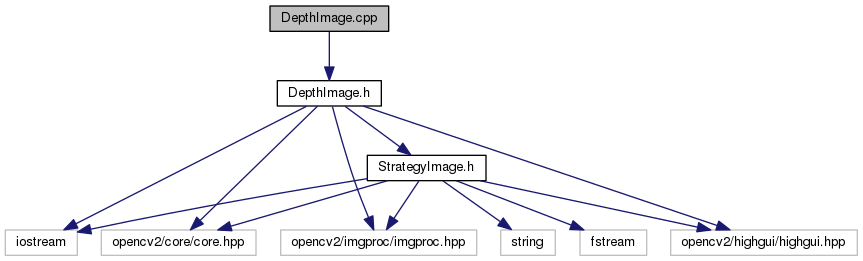 DepthImage.cpp
DepthImage.h
StrategyImage.h
iostream
opencv2/core/core.hpp
opencv2/imgproc/imgproc.hpp
string
fstream
opencv2/highgui/highgui.hpp